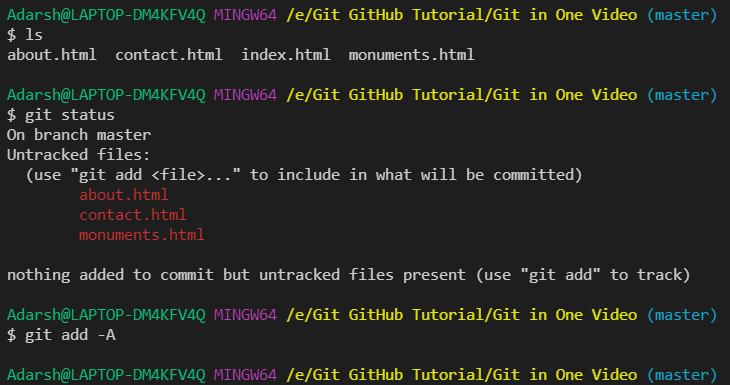 Adarsh@LAPTOP-DM4KFV4Q MINGW64 /e/Git GitHub Tutorial/Git in One Video (master)
$ ls
about.html  contact.html  index.html  monuments.html

Adarsh@LAPTOP-DM4KFV4Q MINGW64 /e/Git GitHub Tutorial/Git in One Video (master)
$ git status
On branch master
Untracked files:
  (use "git add <file>..." to include in what will be committed)
        about.html
        contact.html
        monuments.html

nothing added to commit but untracked files present (use "git add" to track)

Adarsh@LAPTOP-DM4KFV4Q MINGW64 /e/Git GitHub Tutorial/Git in One Video (master)
$ git add -A

Adarsh@LAPTOP-DM4KFV4Q MINGW64 /e/Git GitHub Tutorial/Git in One Video (master)